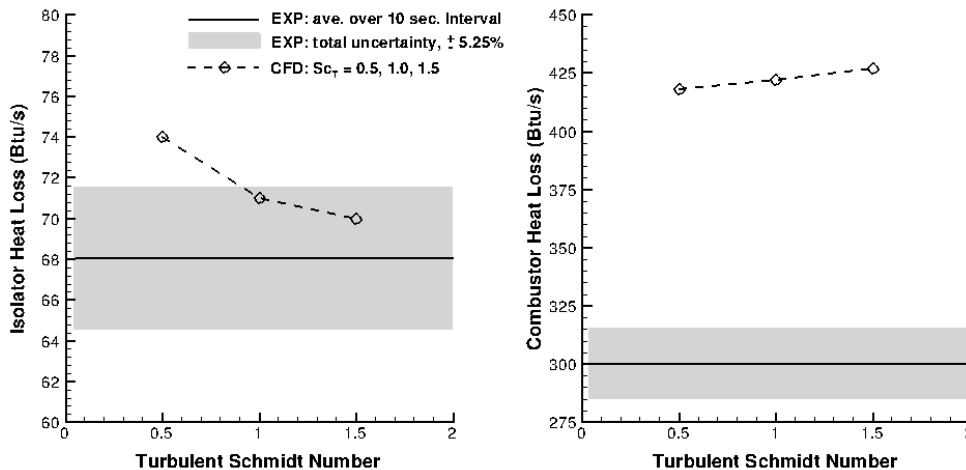 EXP: ave. over 10 sec. Interval
EXP: total uncertainty, ± 5.25%
CFD: Sc_T = 0.5, 1.0, 1.5
Isolator Heat Loss (Btu/s)
80
78
76
74
72
70
68
66
64
62
60
0 0.5 1 1.5 2
Turbulent Schmidt Number
Combustor Heat Loss (Btu/s)
450
425
400
375
350
325
300
275
0 0.5 1 1.5 2
Turbulent Schmidt Number